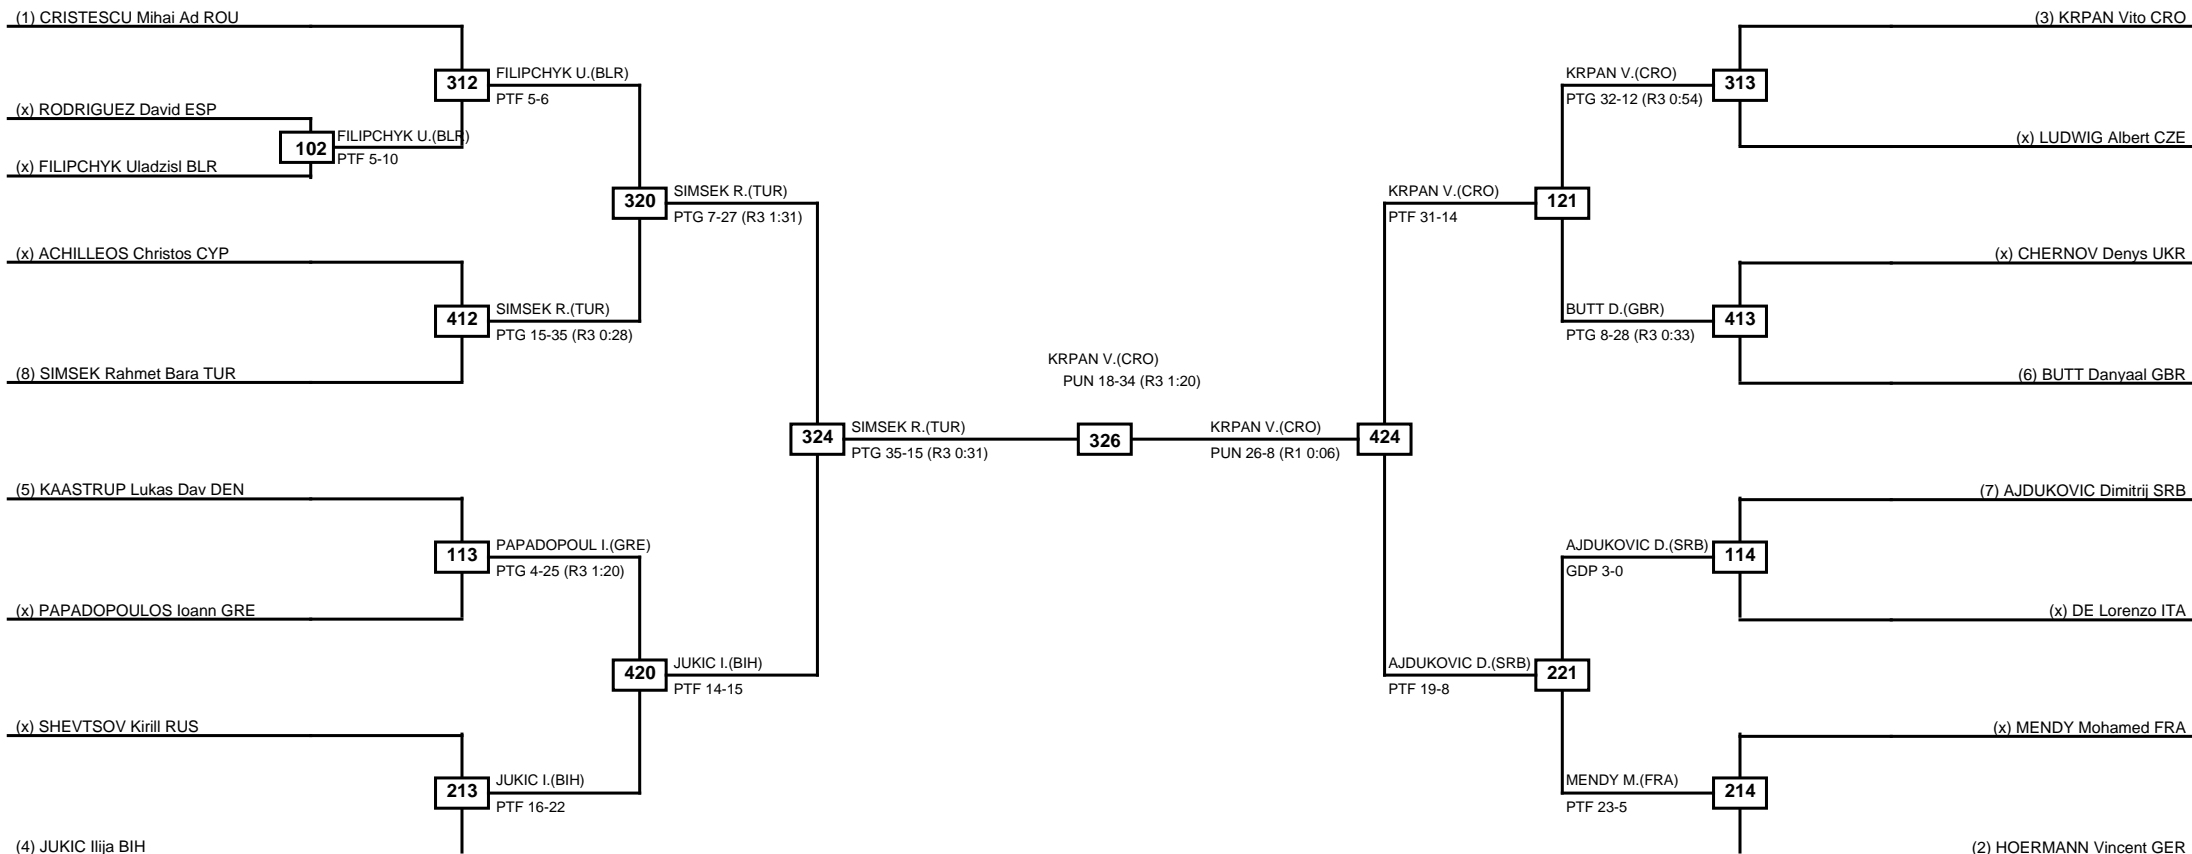 (1) CRISTESCU Mihai Ad ROU
(3) KRPAN Vito CRO
312
FILIPCHYK U.(BLR)
PTF 5-6
KRPAN V.(CRO)
PTG 32-12 (R3 0:54)
313
(x) RODRIGUEZ David ESP
102
FILIPCHYK U.(BLR)
PTF 5-10
(x) LUDWIG Albert CZE
(x) FILIPCHYK Uladzisl BLR
320
SIMSEK R.(TUR)
PTG 7-27 (R3 1:31)
KRPAN V.(CRO)
PTF 31-14
121
(x) ACHILLEOS Christos CYP
(x) CHERNOV Denys UKR
412
SIMSEK R.(TUR)
PTG 15-35 (R3 0:28)
BUTT D.(GBR)
PTG 8-28 (R3 0:33)
413
(8) SIMSEK Rahmet Bara TUR
KRPAN V.(CRO)
PUN 18-34 (R3 1:20)
(6) BUTT Danyaal GBR
324
SIMSEK R.(TUR)
PTG 35-15 (R3 0:31)
326
KRPAN V.(CRO)
PUN 26-8 (R1 0:06)
424
(5) KAASTRUP Lukas Dav DEN
(7) AJDUKOVIC Dimitrij SRB
113
PAPADOPOUL I.(GRE)
PTG 4-25 (R3 1:20)
AJDUKOVIC D.(SRB)
GDP 3-0
114
(x) PAPADOPOULOS Ioann GRE
(x) DE Lorenzo ITA
420
JUKIC I.(BIH)
PTF 14-15
AJDUKOVIC D.(SRB)
PTF 19-8
221
(x) SHEVTSOV Kirill RUS
(x) MENDY Mohamed FRA
213
JUKIC I.(BIH)
PTF 16-22
MENDY M.(FRA)
PTF 23-5
214
(4) JUKIC Ilija BIH
(2) HOERMANN Vincent GER